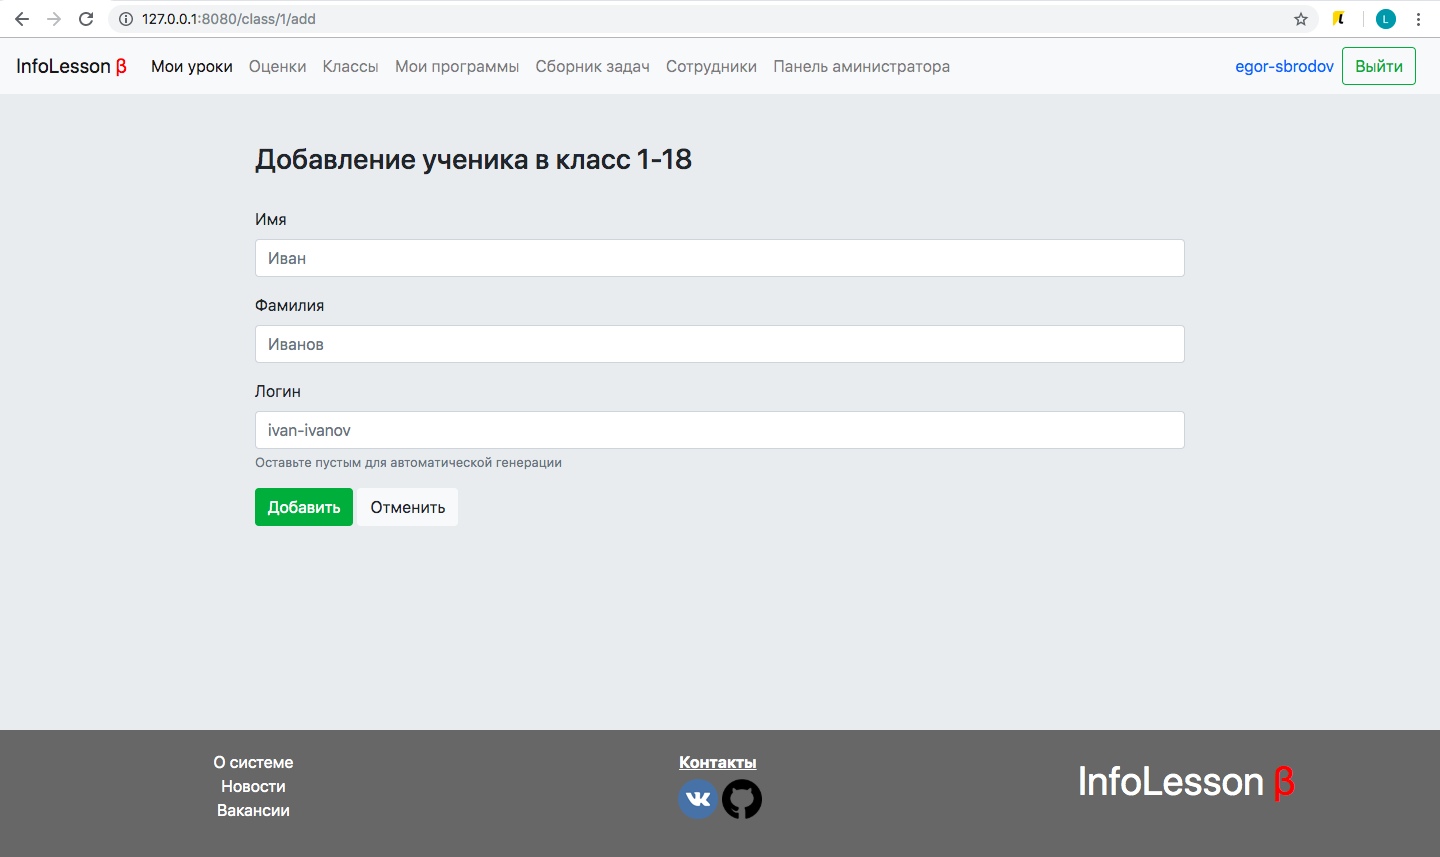 127.0.0.1:8080/class/1/add
L
InfoLesson β Мои уроки Оценки Классы Мои программы Сборник задач Сотрудники Панель аминистратора egor-sbrodov Выйти
Добавление ученика в класс 1-18
Имя
Иван
Фамилия
Иванов
Логин
ivan-ivanov
Оставьте пустым для автоматической генерации
Добавить Отменить
О системе
Новости
Вакансии
Контакты
InfoLesson β